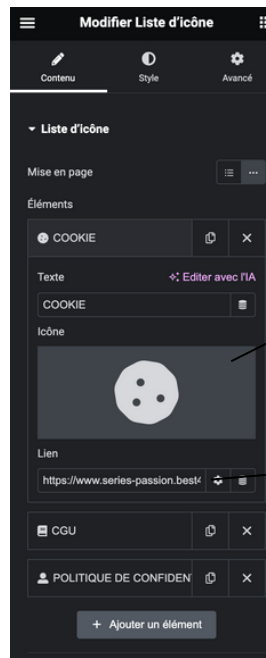 Modifier Liste d'icône
Contenu Style Avancé
Liste d'icône
Mise en page
Éléments
COOKIE
Texte Editer avec l'IA
COOKIE
Icône
Lien
https://www.series-passion.best
CGU
POLITIQUE DE CONFIDEN
+ Ajouter un élément